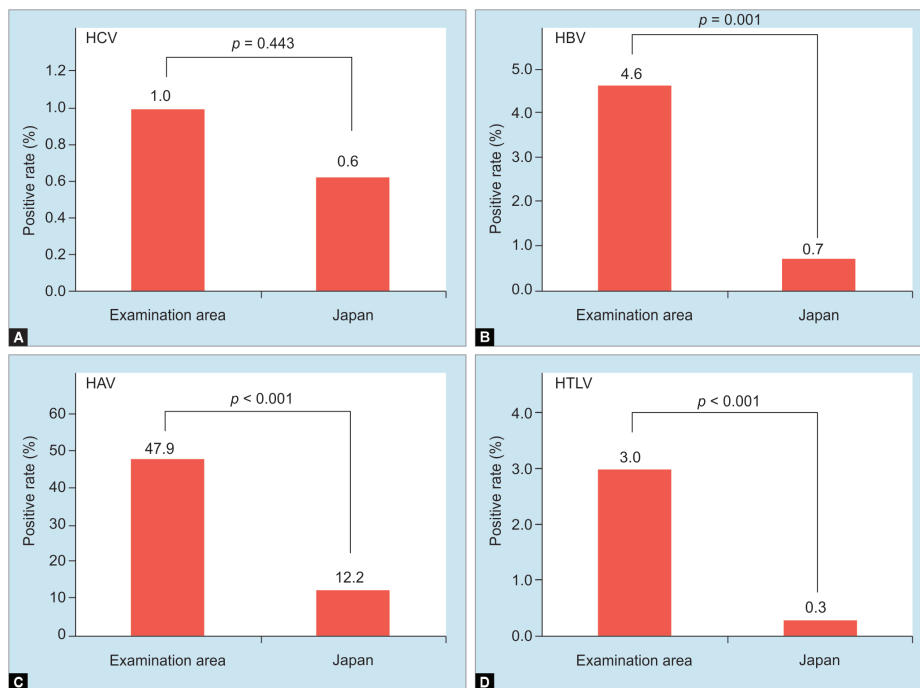 HCV
p = 0.443
1.2
1.0
0.8
0.6
0.4
0.2
0.0
Positive rate (%)
1.0
0.6
Examination area
Japan
A
HBV
p = 0.001
5.0
4.0
3.0
2.0
1.0
0.0
Positive rate (%)
4.6
0.7
Examination area
Japan
B
HAV
p < 0.001
60
50
40
30
20
10
0
Positive rate (%)
47.9
12.2
Examination area
Japan
C
HTLV
p < 0.001
4.0
3.0
2.0
1.0
0.0
Positive rate (%)
3.0
0.3
Examination area
Japan
D